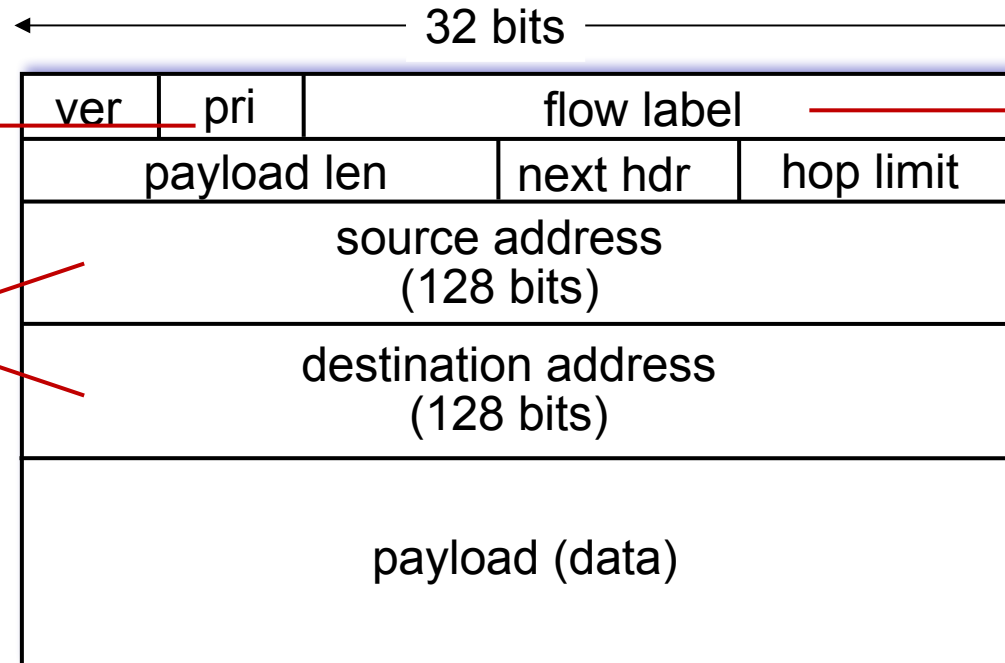 32 bits
ver pri flow label
payload len next hdr hop limit
source address
(128 bits)
destination address
(128 bits)
payload (data)